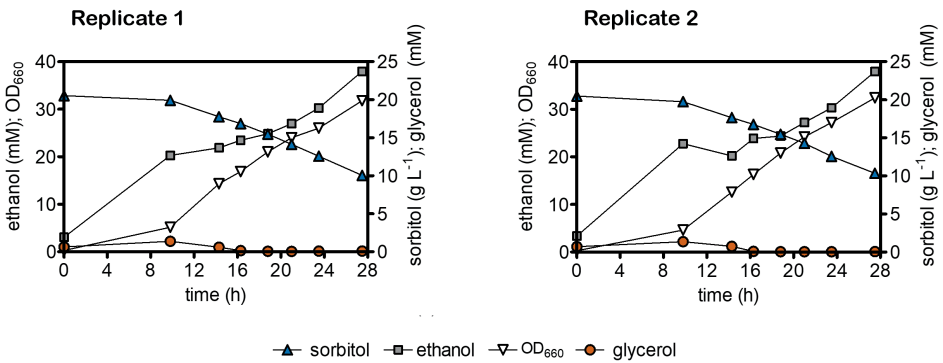 Replicate 1
Replicate 2
ethanol (mM); OD660
40
30
20
10
0
25
20
15
10
5
0
sorbitol (g L-1); glycerol (mM)
0 4 8 12 16 20 24 28
time (h)
ethanol (mM); OD660
40
30
20
10
0
25
20
15
10
5
0
sorbitol (g L-1); glycerol (mM)
0 4 8 12 16 20 24 28
time (h)
sorbitol ethanol OD660 glycerol